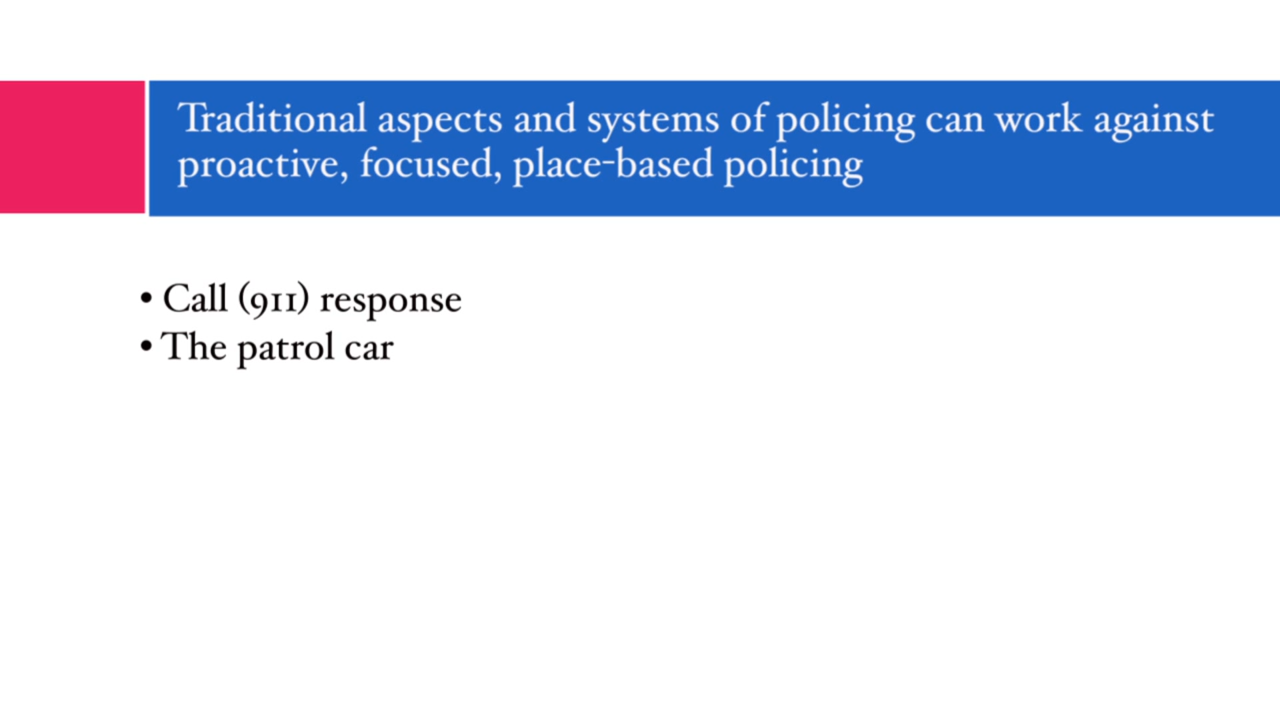 Traditional aspects and systems of policing can work against
proactive, focused, place-based policing
• Call (911) response
• The patrol car